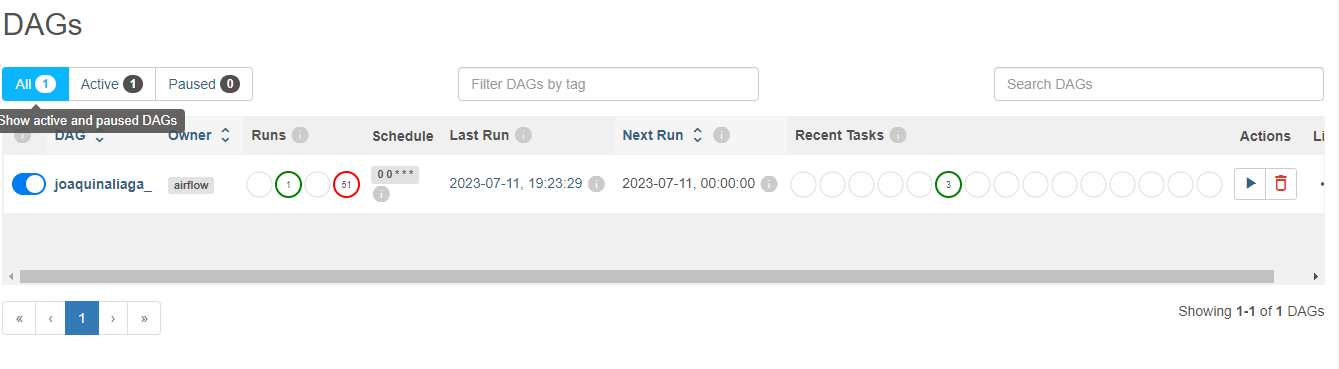 DAGs
All 1 Active 1 Paused 0 Filter DAGs by tag Search DAGs
Show active and paused DAGs
DAG Owner Runs Schedule Last Run Next Run Recent Tasks Actions Li
joaquinaliaga_ airflow 1 51 0 0 * * * 2023-07-11, 19:23:29 2023-07-11, 00:00:00 3
« ‹ 1 › » Showing 1-1 of 1 DAGs